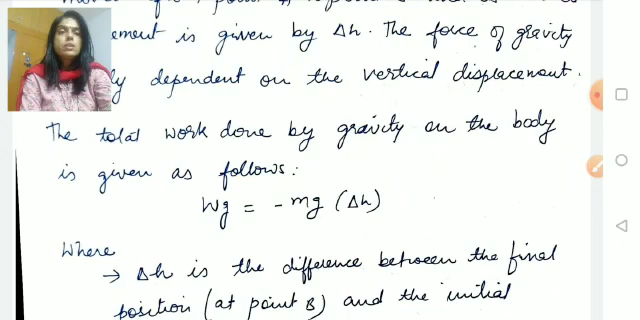 ement is given by Δh. The force of gravity
ly dependent on the vertical displacement.
The total work done by gravity on the body
is given as follows:
Wg = -mg (Δh)
Where
→ Δh is the difference between the final
position (at point B) and the initial